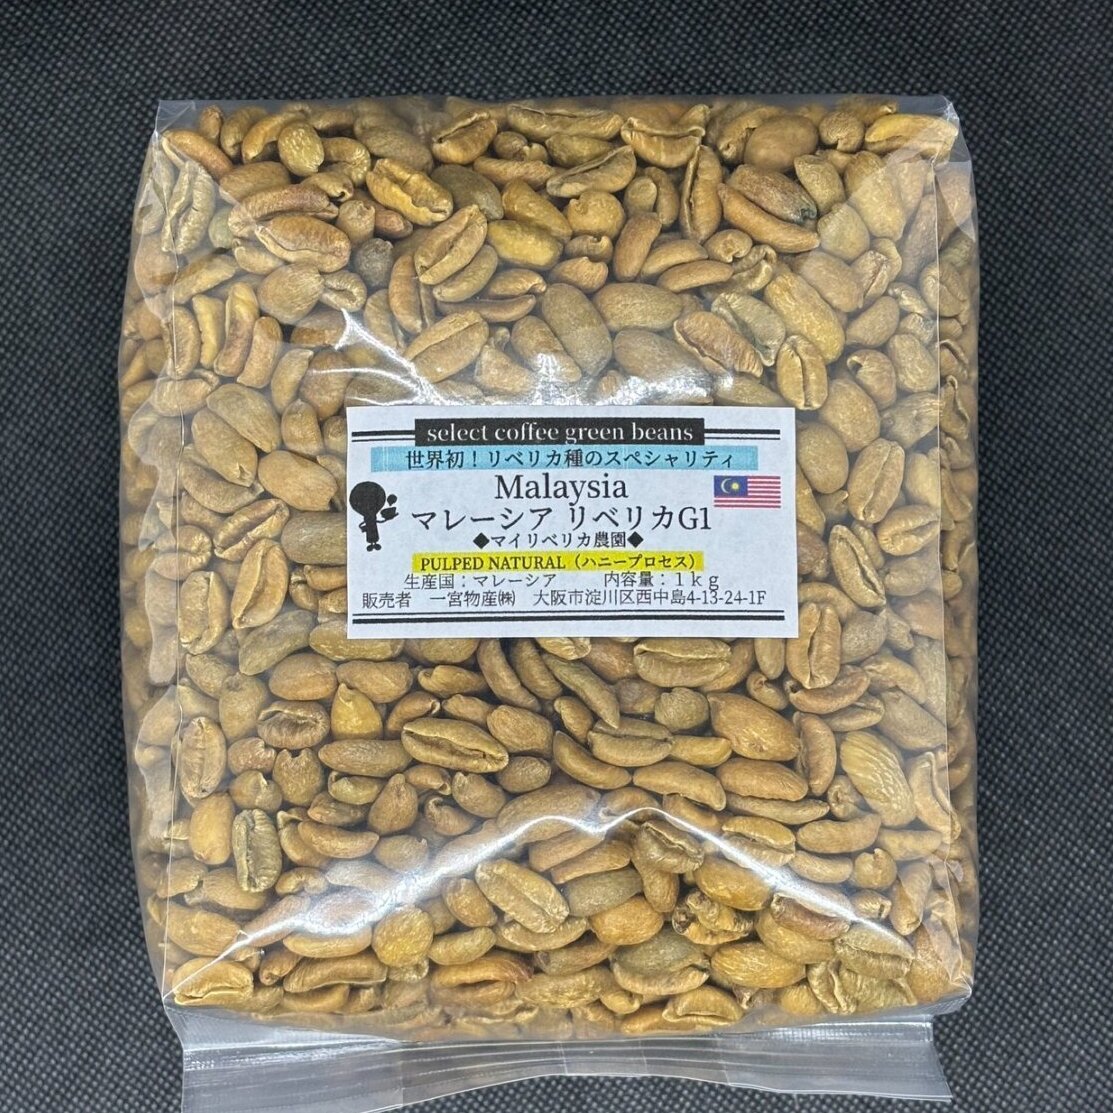 select coffee green beans
世界初！リベリカ種のスペシャリティ
Malaysia
マレーシア リベリカG1
◆マイリベリカ農園◆
PULPED NATURAL（ハニープロセス）
生産国：マレーシア　内容量：１ｋｇ
販売者　一宮物産㈱　大阪市淀川区西中島4-13-24-1F